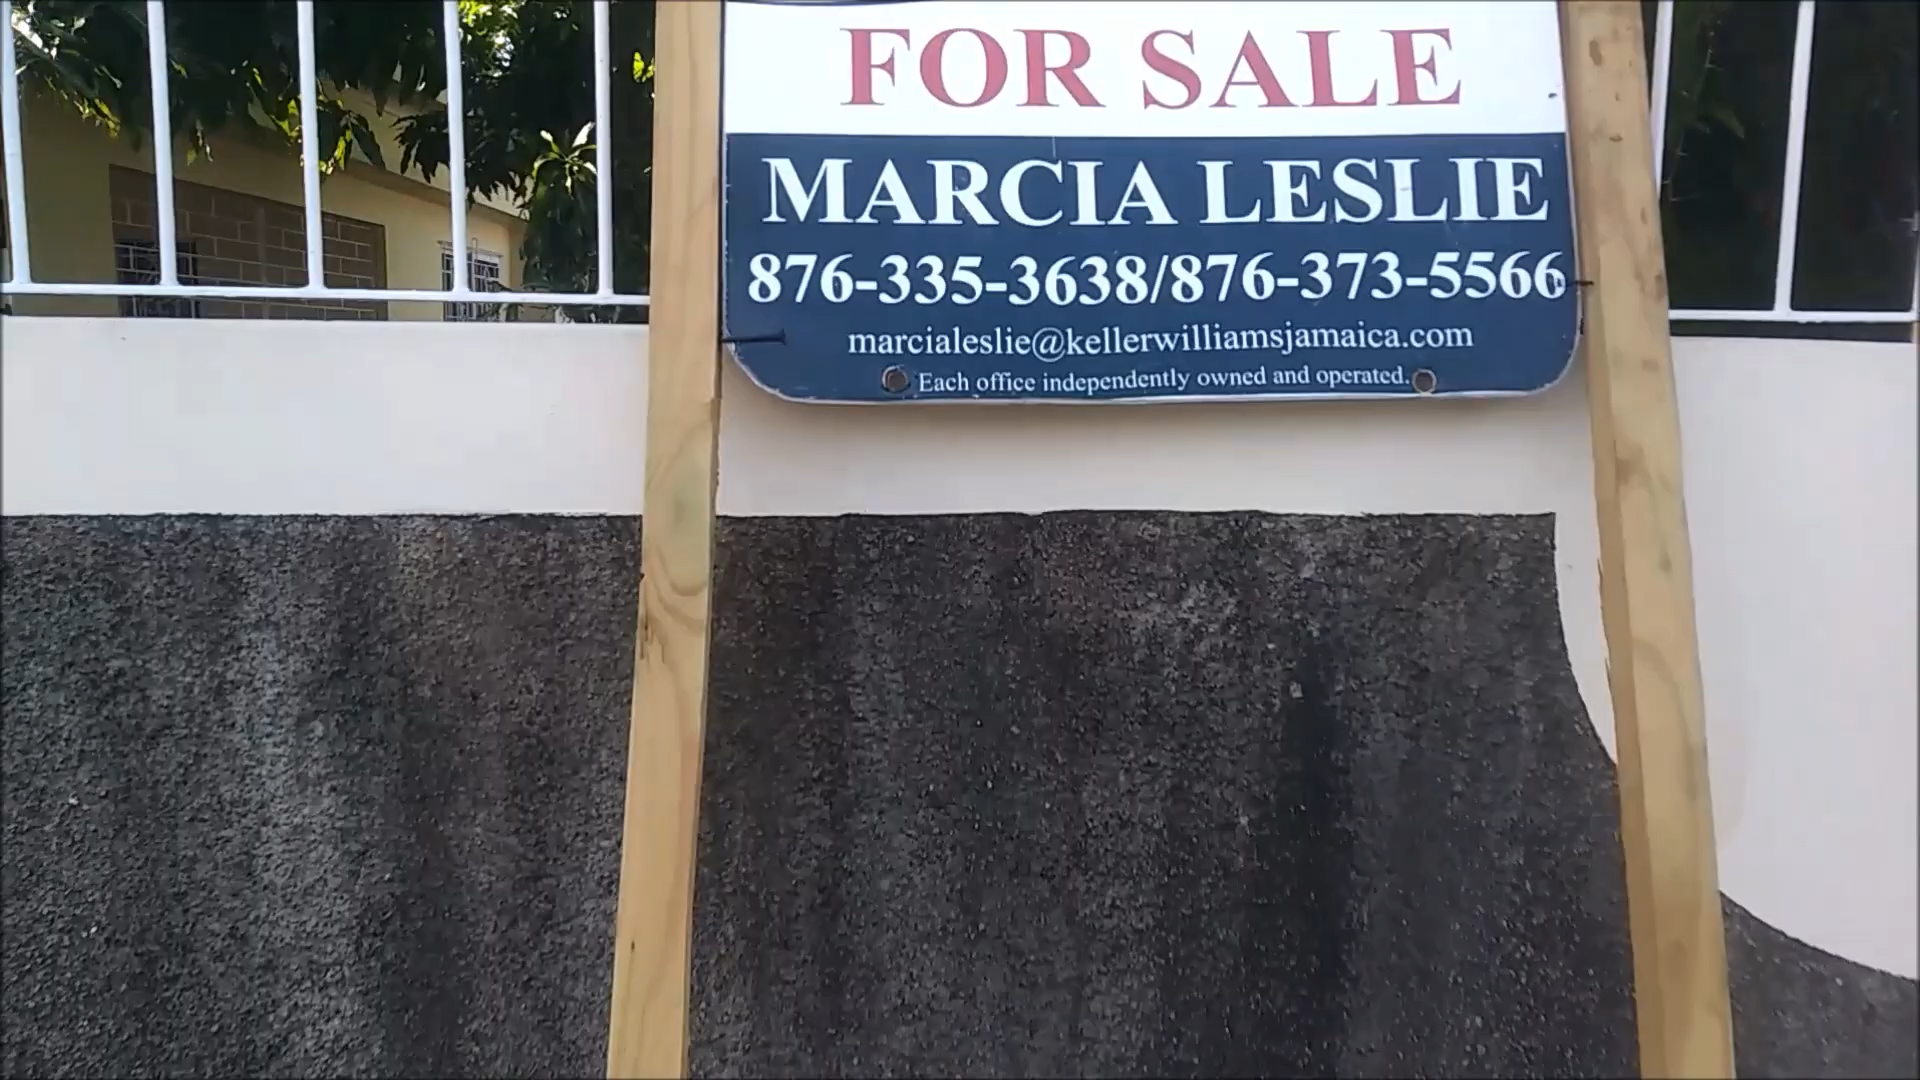 FOR SALE
MARCIA LESLIE
876-335-3638/876-373-5566
marcialeslie@kellerwilliamsjamaica.com
Each office independently owned and operated.